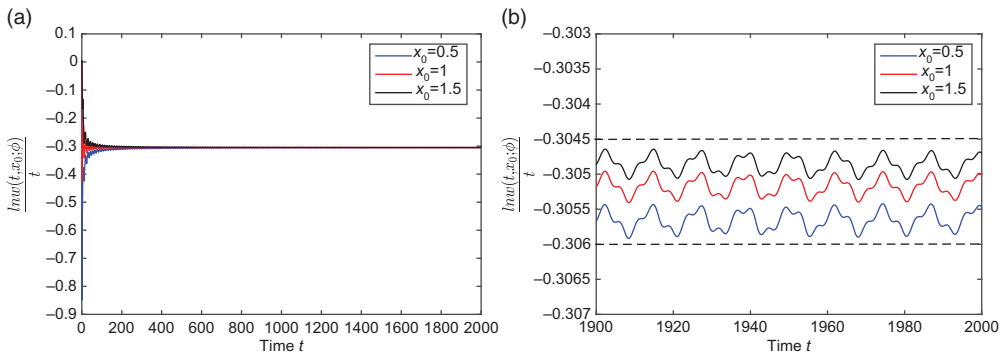 (a)
0.1
0
−0.1
−0.2
−0.3
−0.4
−0.5
−0.6
−0.7
−0.8
−0.9
lnw(t,x0;ϕ)
t
x0=0.5
x0=1
x0=1.5
0 200 400 600 800 1000 1200 1400 1600 1800 2000
Time t
(b)
−0.303
−0.3035
−0.304
−0.3045
−0.305
−0.3055
−0.306
−0.3065
−0.307
lnw(t,x0;ϕ)
t
x0=0.5
x0=1
x0=1.5
1900 1920 1940 1960 1980 2000
Time t